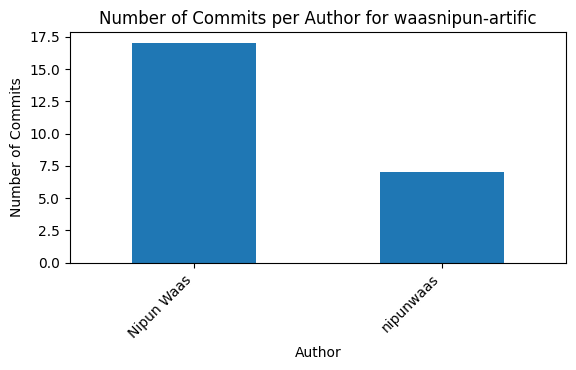 Number of Commits per Author for waasnipun-artific
17.5
15.0
12.5
10.0
7.5
5.0
2.5
0.0
Number of Commits
Nipun Waas
nipunwaas
Author